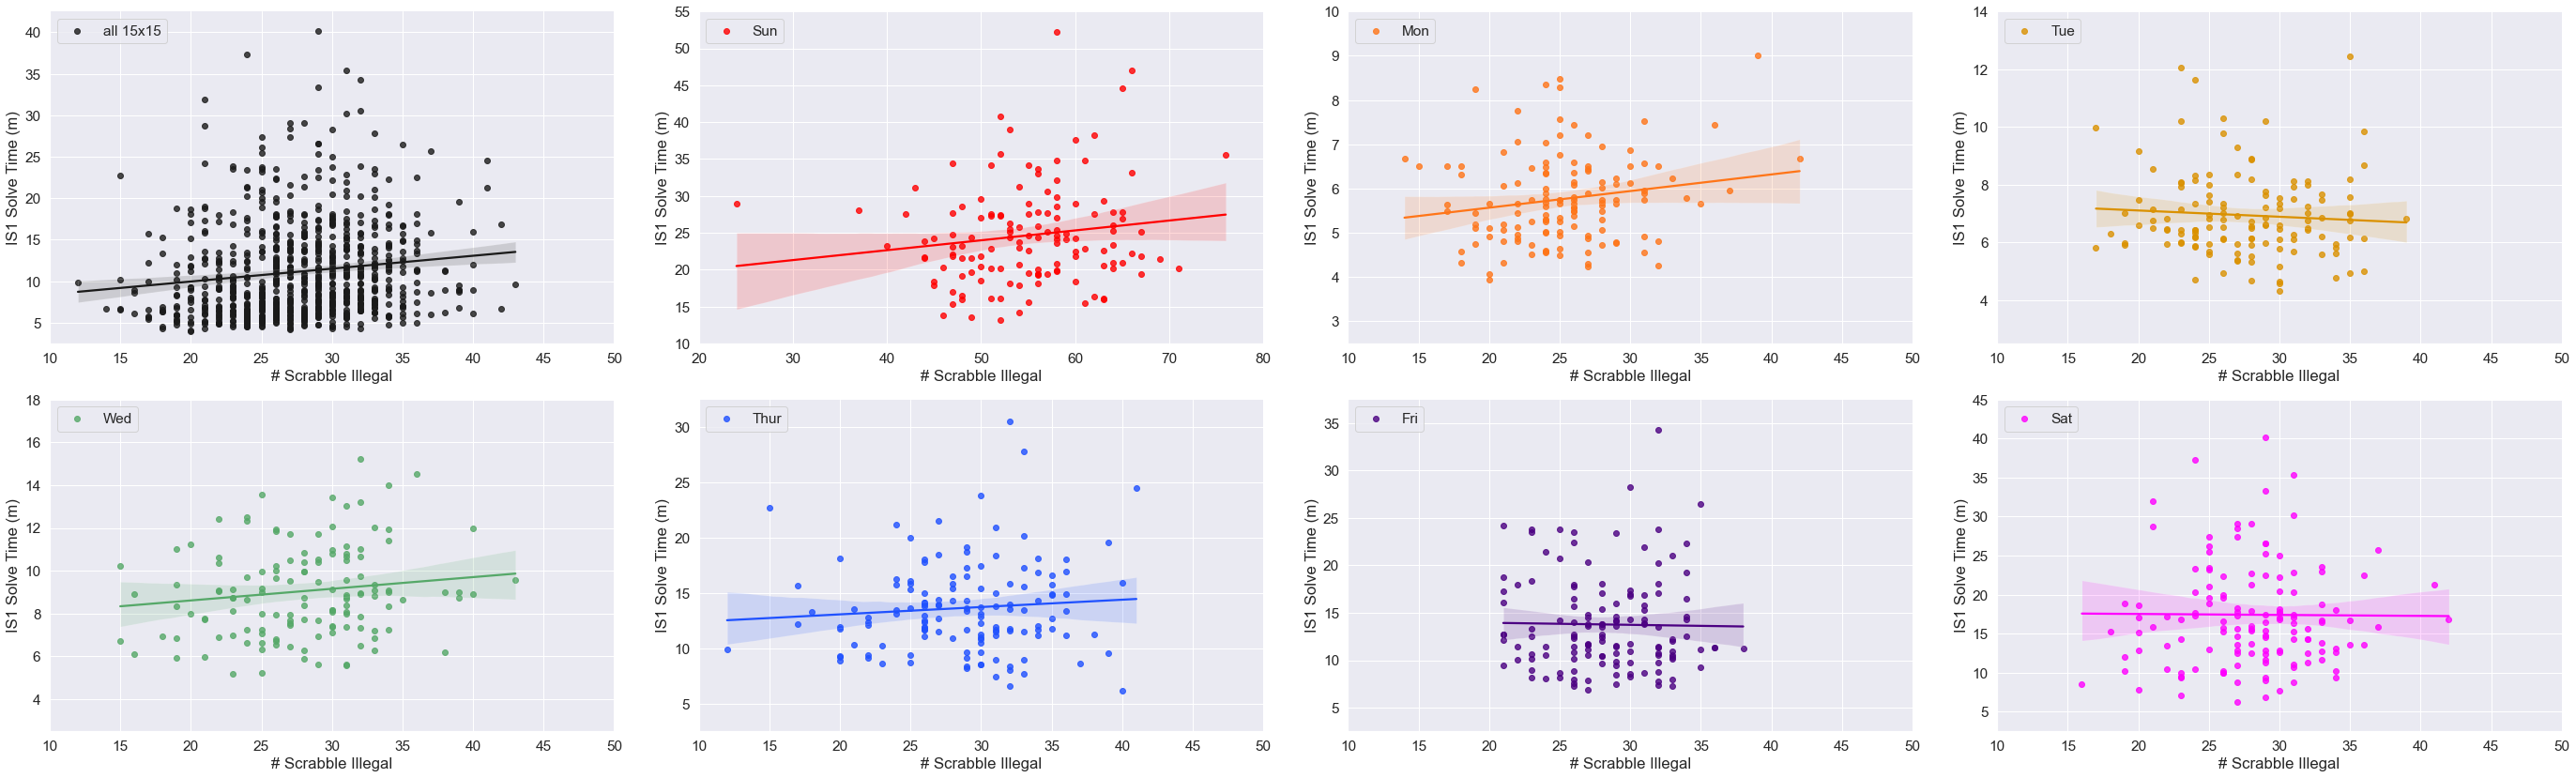 all 15x15
IS1 Solve Time (m)
40
35
30
25
20
15
10
5
10 15 20 25 30 35 40 45 50
# Scrabble Illegal
Sun
IS1 Solve Time (m)
55
50
45
40
35
30
25
20
15
10
20 30 40 50 60 70 80
# Scrabble Illegal
Mon
IS1 Solve Time (m)
10
9
8
7
6
5
4
3
10 15 20 25 30 35 40 45 50
# Scrabble Illegal
Tue
IS1 Solve Time (m)
14
12
10
8
6
4
10 15 20 25 30 35 40 45 50
# Scrabble Illegal
Wed
IS1 Solve Time (m)
18
16
14
12
10
8
6
4
10 15 20 25 30 35 40 45 50
# Scrabble Illegal
Thur
IS1 Solve Time (m)
30
25
20
15
10
5
10 15 20 25 30 35 40 45 50
# Scrabble Illegal
Fri
IS1 Solve Time (m)
35
30
25
20
15
10
5
10 15 20 25 30 35 40 45 50
# Scrabble Illegal
Sat
IS1 Solve Time (m)
45
40
35
30
25
20
15
10
5
10 15 20 25 30 35 40 45 50
# Scrabble Illegal